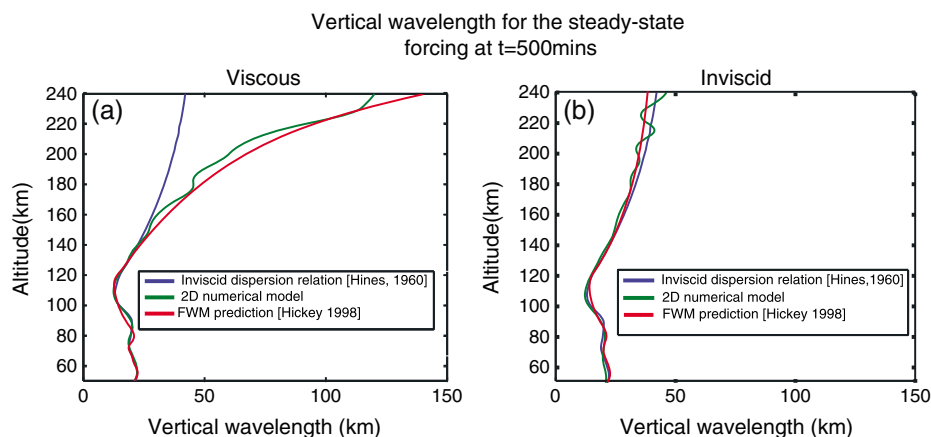 Vertical wavelength for the steady-state
forcing at t=500mins
Viscous
(a)
Altitude(km)
240
220
200
180
160
140
120
100
80
60
Inviscid dispersion relation [Hines, 1960]
2D numerical model
FWM prediction [Hickey 1998]
0
50
100
150
Vertical wavelength (km)
Inviscid
(b)
Altitude(km)
240
220
200
180
160
140
120
100
80
60
Inviscid dispersion relation [Hines,1960]
2D numerical model
FWM prediction [Hickey 1998]
0
50
100
150
Vertical wavelength (km)